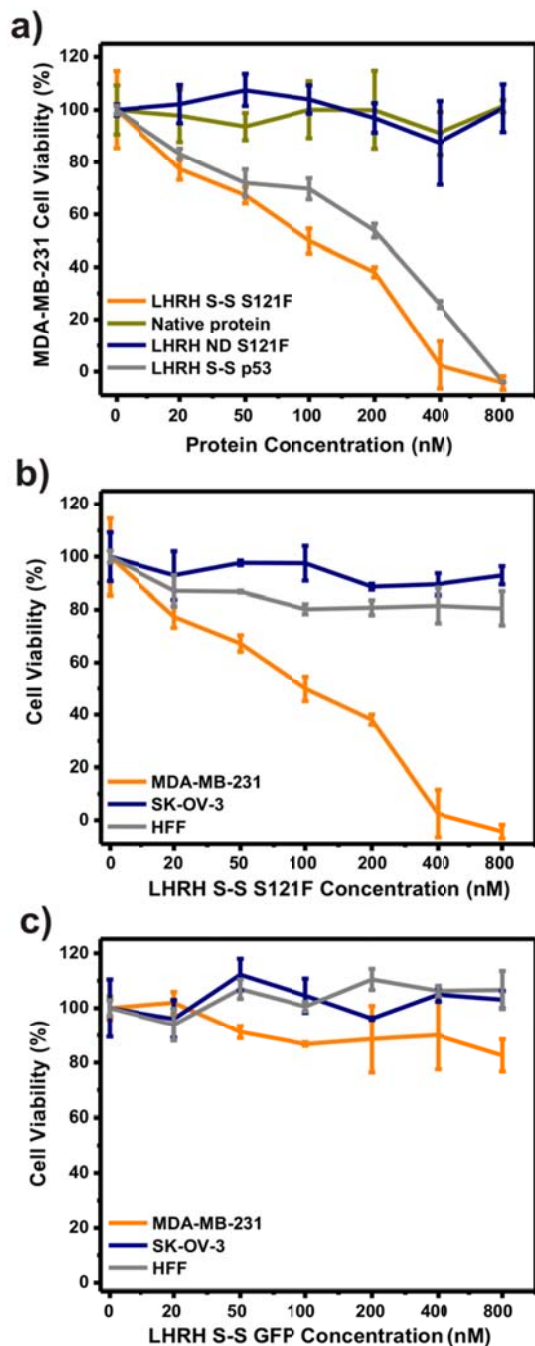 a)
MDA-MB-231 Cell Viability (%)
120
100
80
60
40
20
0
LHRH S-S S121F
Native protein
LHRH ND S121F
LHRH S-S p53
0 20 50 100 200 400 800
Protein Concentration (nM)
b)
Cell Viability (%)
120
100
80
60
40
20
0
MDA-MB-231
SK-OV-3
HFF
0 20 50 100 200 400 800
LHRH S-S S121F Concentration (nM)
c)
Cell Viability (%)
120
100
80
60
40
20
0
MDA-MB-231
SK-OV-3
HFF
0 20 50 100 200 400 800
LHRH S-S GFP Concentration (nM)